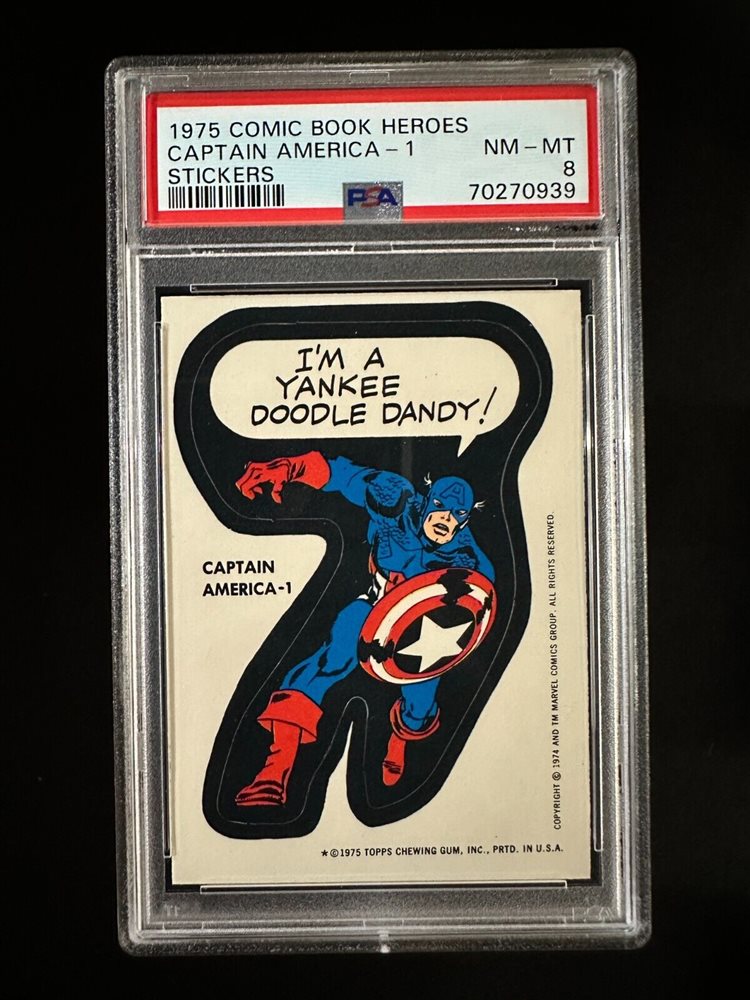 1975 COMIC BOOK HEROES
CAPTAIN AMERICA - 1 NM - MT
STICKERS 8
PSA 70270939
I'M A
YANKEE
DOODLE DANDY!
A
CAPTAIN
AMERICA-1
COPYRIGHT © 1974 AND TM MARVEL COMICS GROUP. ALL RIGHTS RESERVED.
★©1975 TOPPS CHEWING GUM, INC., PRTD. IN U.S.A.